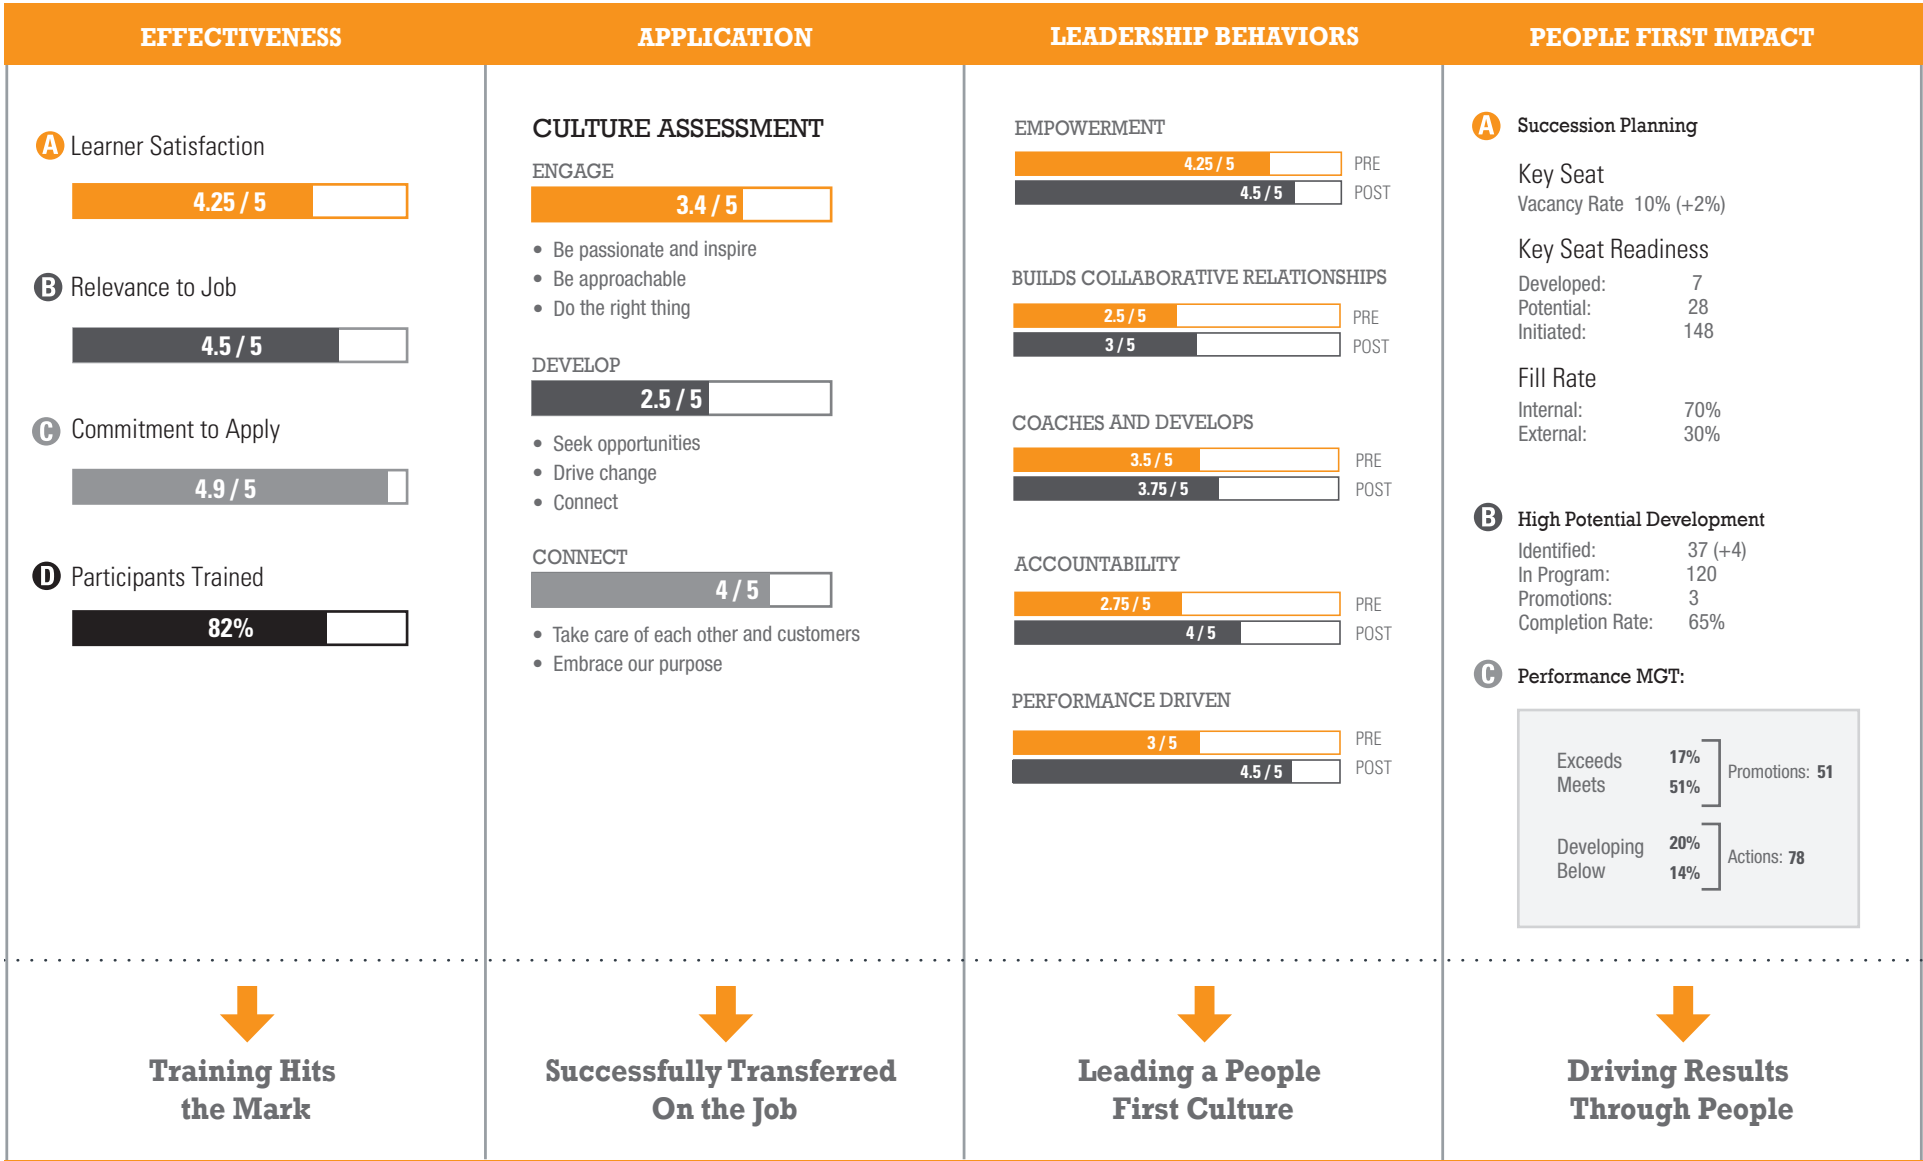 EFFECTIVENESS
A Learner Satisfaction
4.25 / 5
B Relevance to Job
4.5 / 5
C Commitment to Apply
4.9 / 5
D Participants Trained
82%
Training Hits
the Mark
APPLICATION
CULTURE ASSESSMENT
ENGAGE
3.4 / 5
• Be passionate and inspire
• Be approachable
• Do the right thing
DEVELOP
2.5 / 5
• Seek opportunities
• Drive change
• Connect
CONNECT
4 / 5
• Take care of each other and customers
• Embrace our purpose
Successfully Transferred
On the Job
LEADERSHIP BEHAVIORS
EMPOWERMENT
4.25 / 5 PRE
4.5 / 5 POST
BUILDS COLLABORATIVE RELATIONSHIPS
2.5 / 5 PRE
3 / 5 POST
COACHES AND DEVELOPS
3.5 / 5 PRE
3.75 / 5 POST
ACCOUNTABILITY
2.75 / 5 PRE
4 / 5 POST
PERFORMANCE DRIVEN
3 / 5 PRE
4.5 / 5 POST
Leading a People
First Culture
PEOPLE FIRST IMPACT
A Succession Planning
Key Seat
Vacancy Rate 10% (+2%)
Key Seat Readiness
Developed: 7
Potential: 28
Initiated: 148
Fill Rate
Internal: 70%
External: 30%
B High Potential Development
Identified: 37 (+4)
In Program: 120
Promotions: 3
Completion Rate: 65%
C Performance MGT:
Exceeds 17%
Meets 51%
Promotions: 51
Developing 20%
Below 14%
Actions: 78
Driving Results
Through People